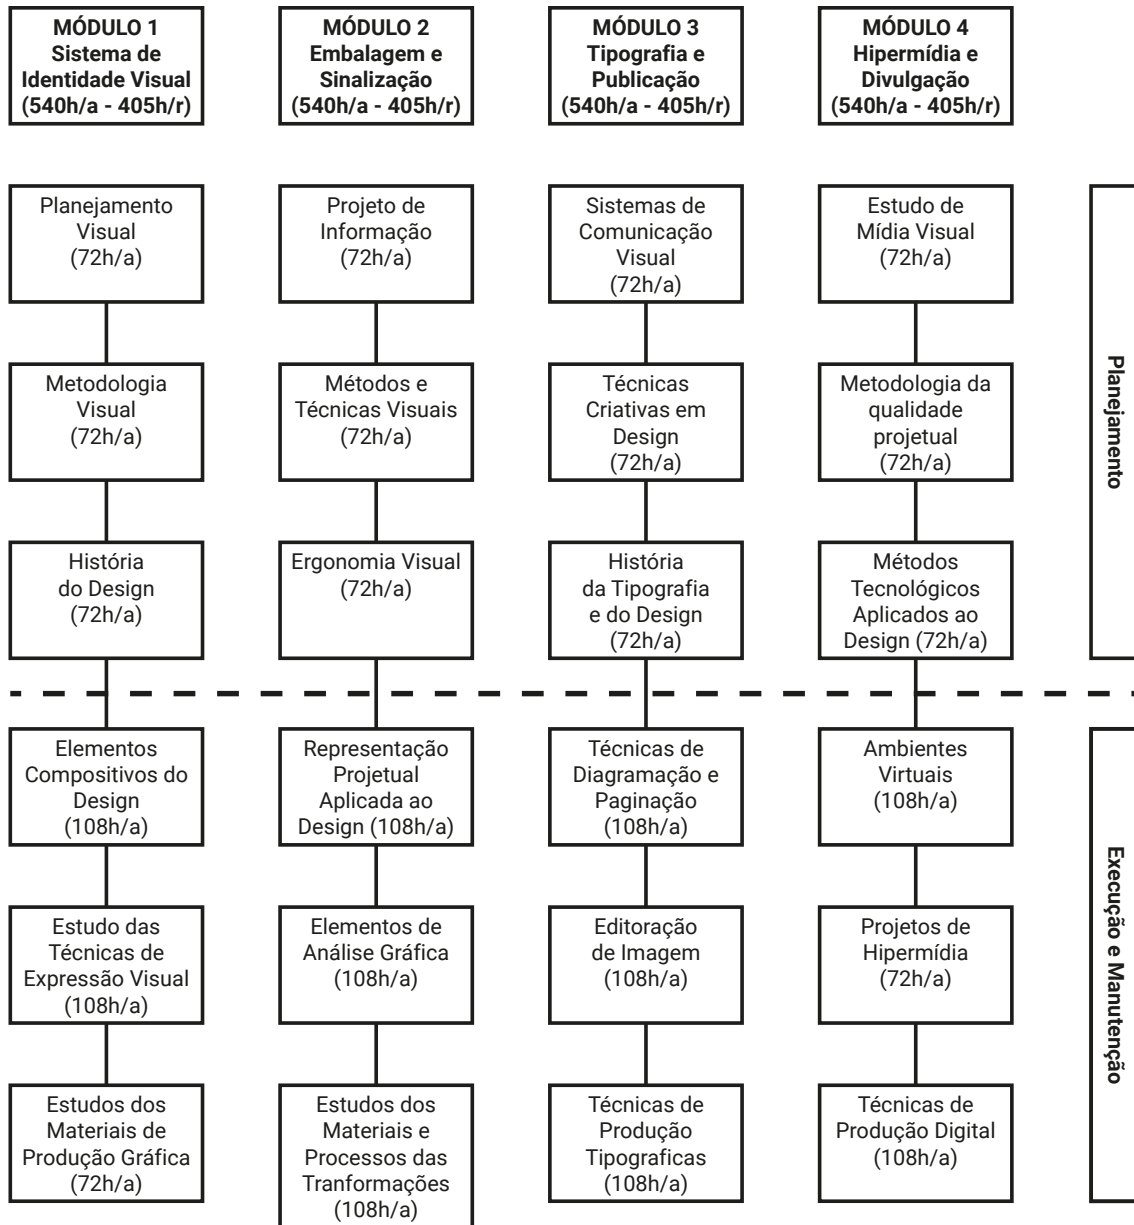 MÓDULO 1
Sistema de
Identidade Visual
(540h/a - 405h/r)
MÓDULO 2
Embalagem e
Sinalização
(540h/a - 405h/r)
MÓDULO 3
Tipografia e
Publicação
(540h/a - 405h/r)
MÓDULO 4
Hipermídia e
Divulgação
(540h/a - 405h/r)
Planejamento
Visual
(72h/a)
Projeto de
Informação
(72h/a)
Sistemas de
Comunicação
Visual
(72h/a)
Estudo de
Mídia Visual
(72h/a)
Metodologia
Visual
(72h/a)
Métodos e
Técnicas Visuais
(72h/a)
Técnicas
Criativas em
Design
(72h/a)
Metodologia da
qualidade
projetual
(72h/a)
História
do Design
(72h/a)
Ergonomia Visual
(72h/a)
História
da Tipografia
e do Design
(72h/a)
Métodos
Tecnológicos
Aplicados ao
Design (72h/a)
Planejamento
Elementos
Compositivos do
Design
(108h/a)
Representação
Projetual
Aplicada ao
Design (108h/a)
Técnicas de
Diagramação e
Paginação
(108h/a)
Ambientes
Virtuais
(108h/a)
Estudo das
Técnicas de
Expressão Visual
(108h/a)
Elementos de
Análise Gráfica
(108h/a)
Editoração
de Imagem
(108h/a)
Projetos de
Hipermídia
(72h/a)
Estudos dos
Materiais de
Produção Gráfica
(72h/a)
Estudos dos
Materiais e
Processos das
Tranformações
(108h/a)
Técnicas de
Produção
Tipograficas
(108h/a)
Técnicas de
Produção Digital
(108h/a)
Execução e Manutenção